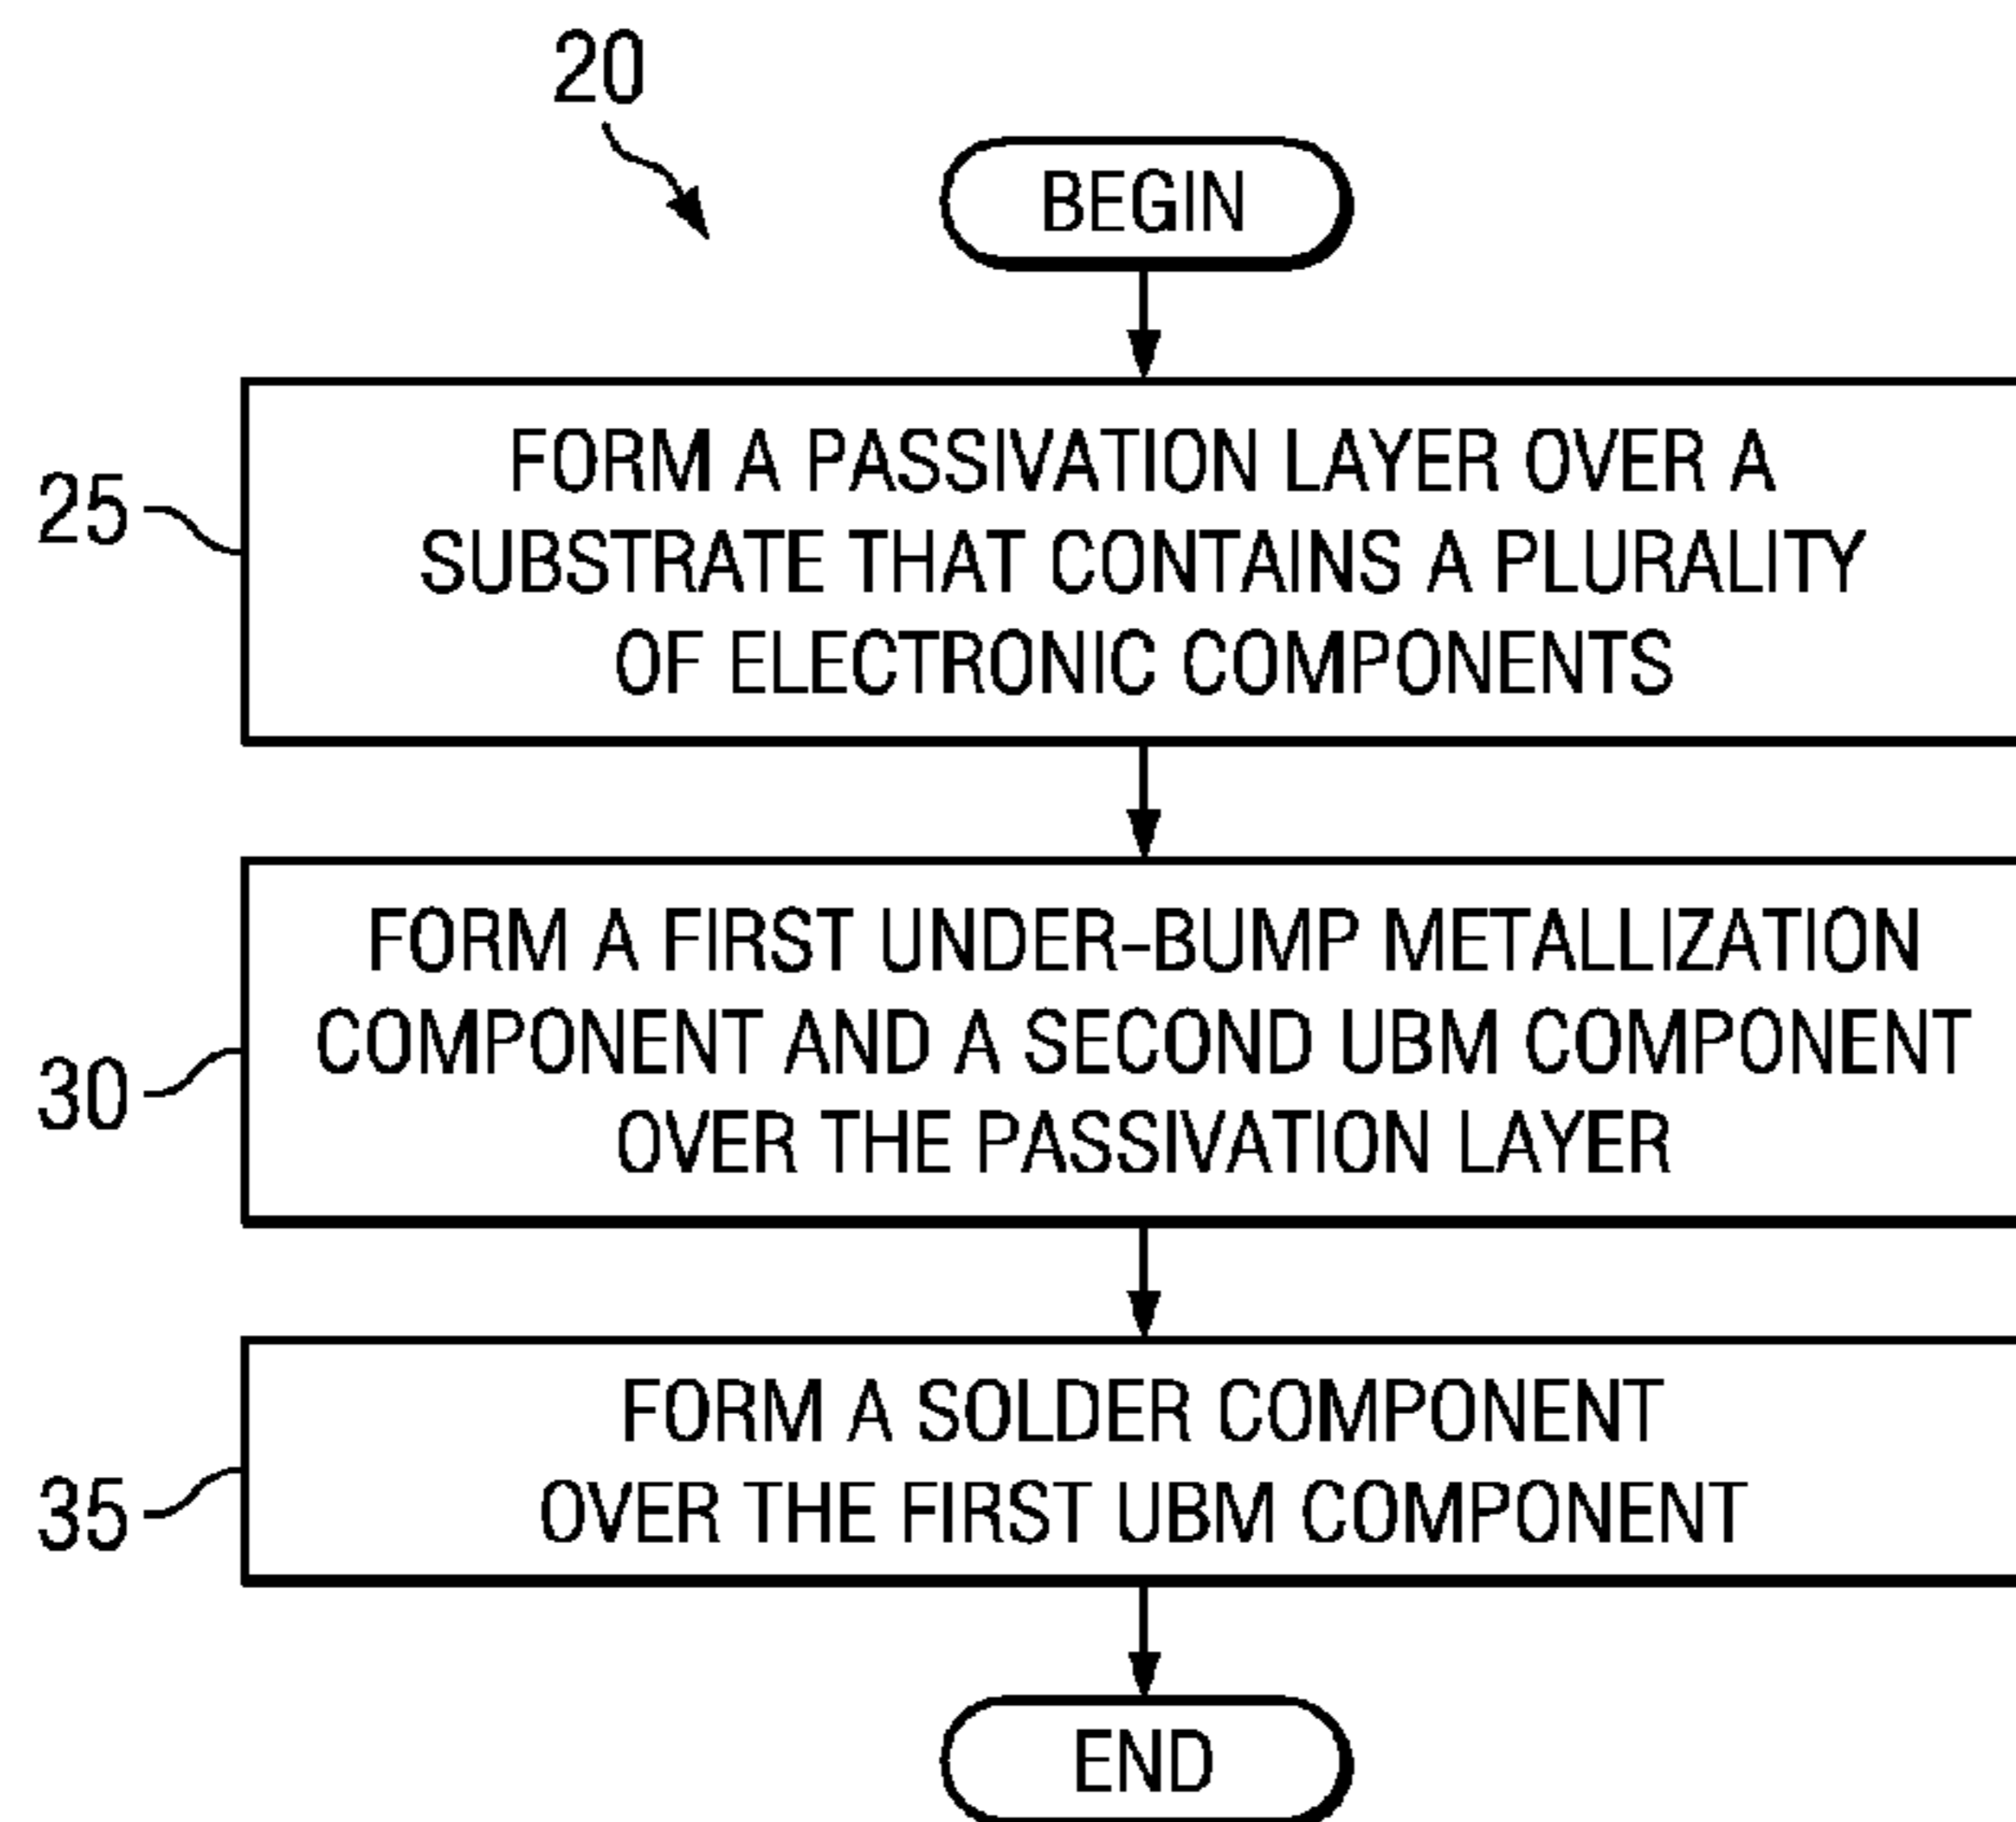 20
BEGIN
25
FORM A PASSIVATION LAYER OVER A
SUBSTRATE THAT CONTAINS A PLURALITY
OF ELECTRONIC COMPONENTS
30
FORM A FIRST UNDER-BUMP METALLIZATION
COMPONENT AND A SECOND UBM COMPONENT
OVER THE PASSIVATION LAYER
35
FORM A SOLDER COMPONENT
OVER THE FIRST UBM COMPONENT
END